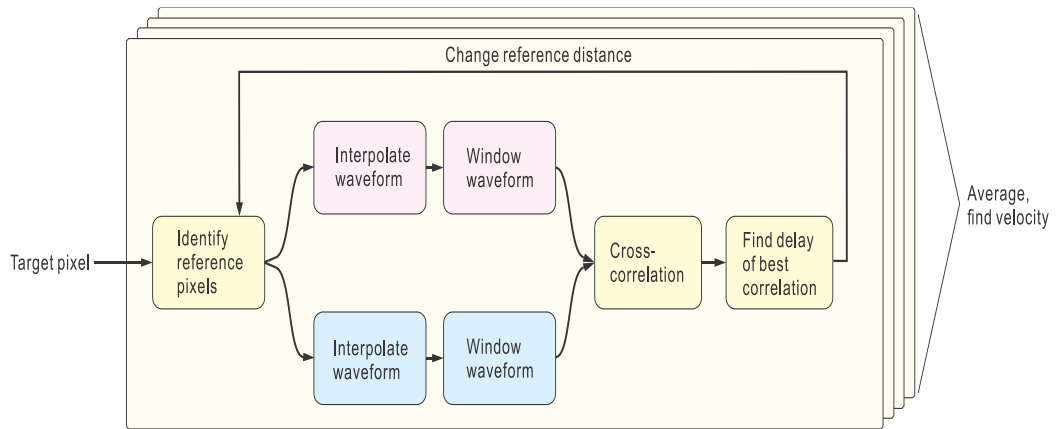 Change reference distance
Interpolate
waveform
Window
waveform
Target pixel
Identify
reference
pixels
Cross-
correlation
Find delay
of best
correlation
Average,
find velocity
Interpolate
waveform
Window
waveform